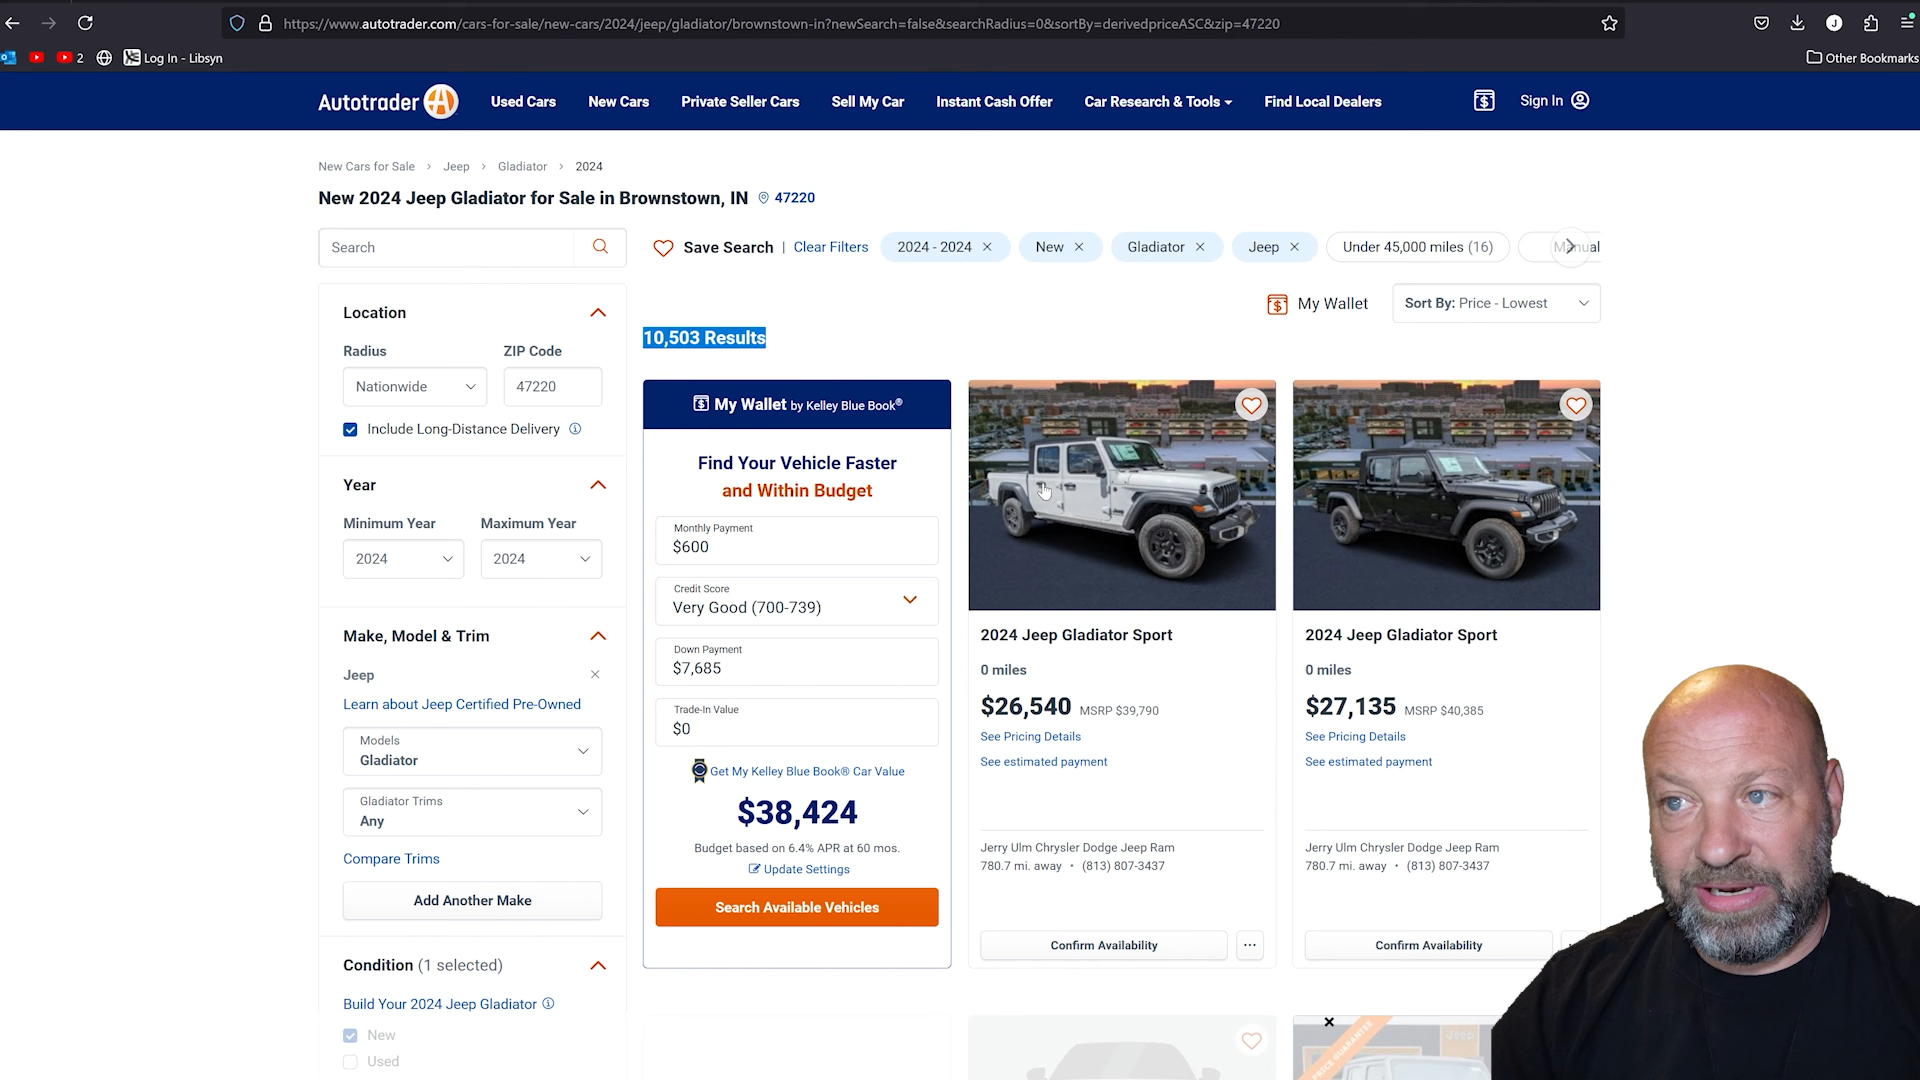 https://www.autotrader.com/cars-for-sale/new-cars/2024/jeep/gladiator/brownstown-in?newSearch=false&searchRadius=0&sortBy=derivedpriceASC&zip=47220
2
Log In - Libsyn
Other Bookmarks
Autotrader
Used Cars
New Cars
Private Seller Cars
Sell My Car
Instant Cash Offer
Car Research & Tools
Find Local Dealers
Sign In
New Cars for Sale > Jeep > Gladiator > 2024
New 2024 Jeep Gladiator for Sale in Brownstown, IN 47220
Search
Save Search | Clear Filters
2024 - 2024
New
Gladiator
Jeep
Under 45,000 miles (16)
Manual
My Wallet
Sort By: Price - Lowest
10,503 Results
Location
Radius
Nationwide
ZIP Code
47220
Include Long-Distance Delivery
Year
Minimum Year
2024
Maximum Year
2024
Make, Model & Trim
Jeep
Learn about Jeep Certified Pre-Owned
Models
Gladiator
Gladiator Trims
Any
Compare Trims
Add Another Make
Condition (1 selected)
Build Your 2024 Jeep Gladiator
New
Used
My Wallet by Kelley Blue Book®
Find Your Vehicle Faster
and Within Budget
Monthly Payment
$600
Credit Score
Very Good (700-739)
Down Payment
$7,685
Trade-In Value
$0
Get My Kelley Blue Book® Car Value
$38,424
Budget based on 6.4% APR at 60 mos.
Update Settings
Search Available Vehicles
2024 Jeep Gladiator Sport
0 miles
$26,540 MSRP $39,790
See Pricing Details
See estimated payment
Jerry Ulm Chrysler Dodge Jeep Ram
780.7 mi. away • (813) 807-3437
Confirm Availability
2024 Jeep Gladiator Sport
0 miles
$27,135 MSRP $40,385
See Pricing Details
See estimated payment
Jerry Ulm Chrysler Dodge Jeep Ram
780.7 mi. away • (813) 807-3437
Confirm Availability
PRICE GUARANTEE
Jeep